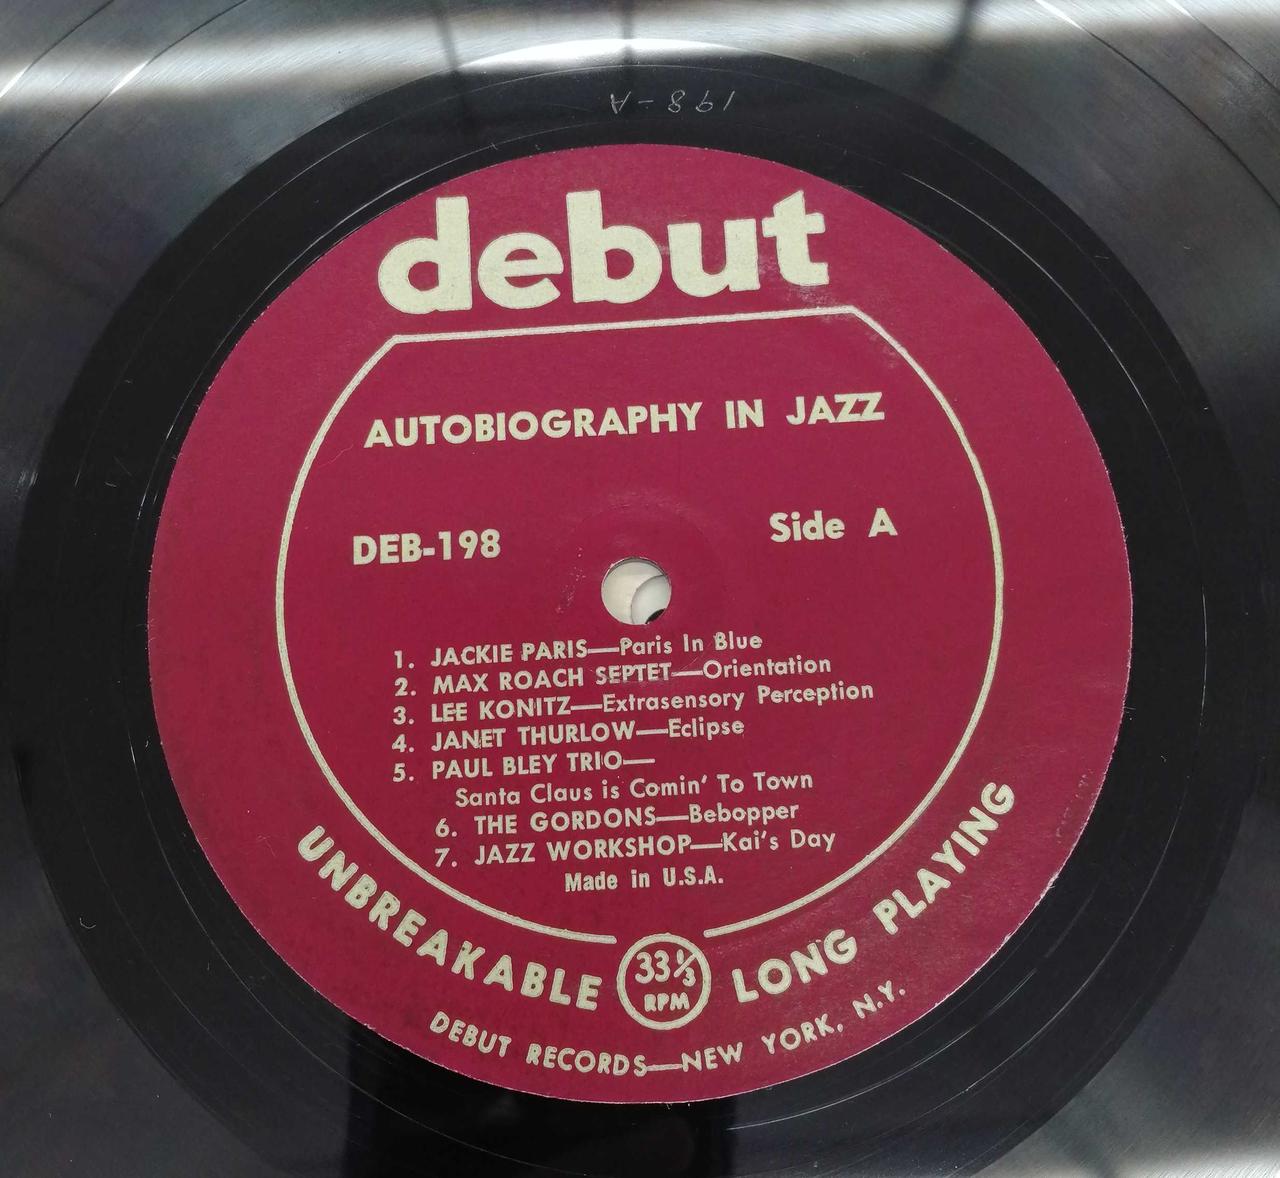 198-A
debut
AUTOBIOGRAPHY IN JAZZ
DEB-198
Side A
1. JACKIE PARIS—Paris In Blue
2. MAX ROACH SEPTET—Orientation
3. LEE KONITZ—Extrasensory Perception
4. JANET THURLOW—Eclipse
5. PAUL BLEY TRIO—
Santa Claus is Comin' To Town
6. THE GORDONS—Bebopper
7. JAZZ WORKSHOP—Kai's Day
Made in U.S.A.
UNBREAKABLE
33⅓
RPM
LONG PLAYING
DEBUT RECORDS—NEW YORK, N.Y.